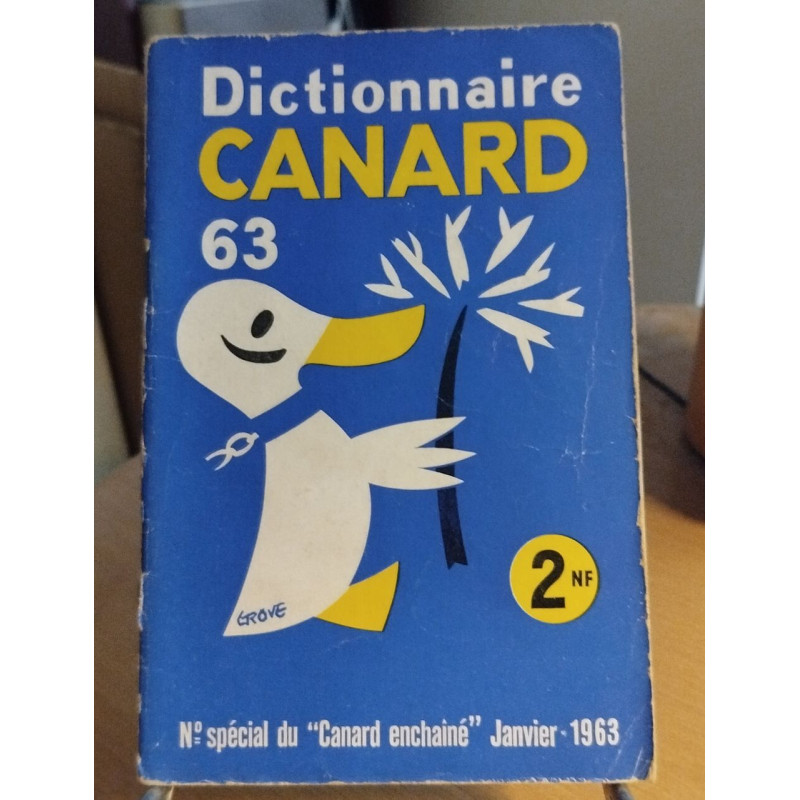 Dictionnaire
CANARD
63
2 NF
GROVE
Nº spécial du "Canard enchaîné" Janvier - 1963